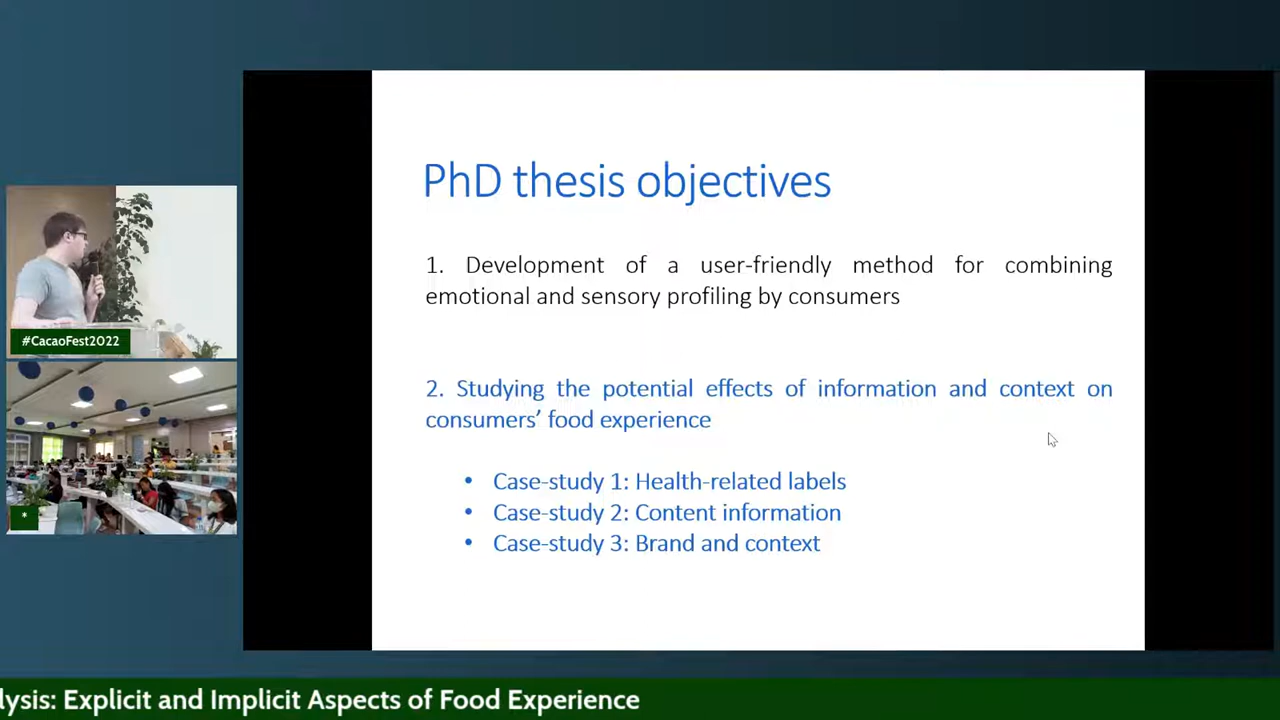 PhD thesis objectives
1. Development of a user-friendly method for combining
emotional and sensory profiling by consumers
2. Studying the potential effects of information and context on
consumers' food experience
• Case-study 1: Health-related labels
• Case-study 2: Content information
• Case-study 3: Brand and context
#CacaoFest2022
*
lysis: Explicit and Implicit Aspects of Food Experience